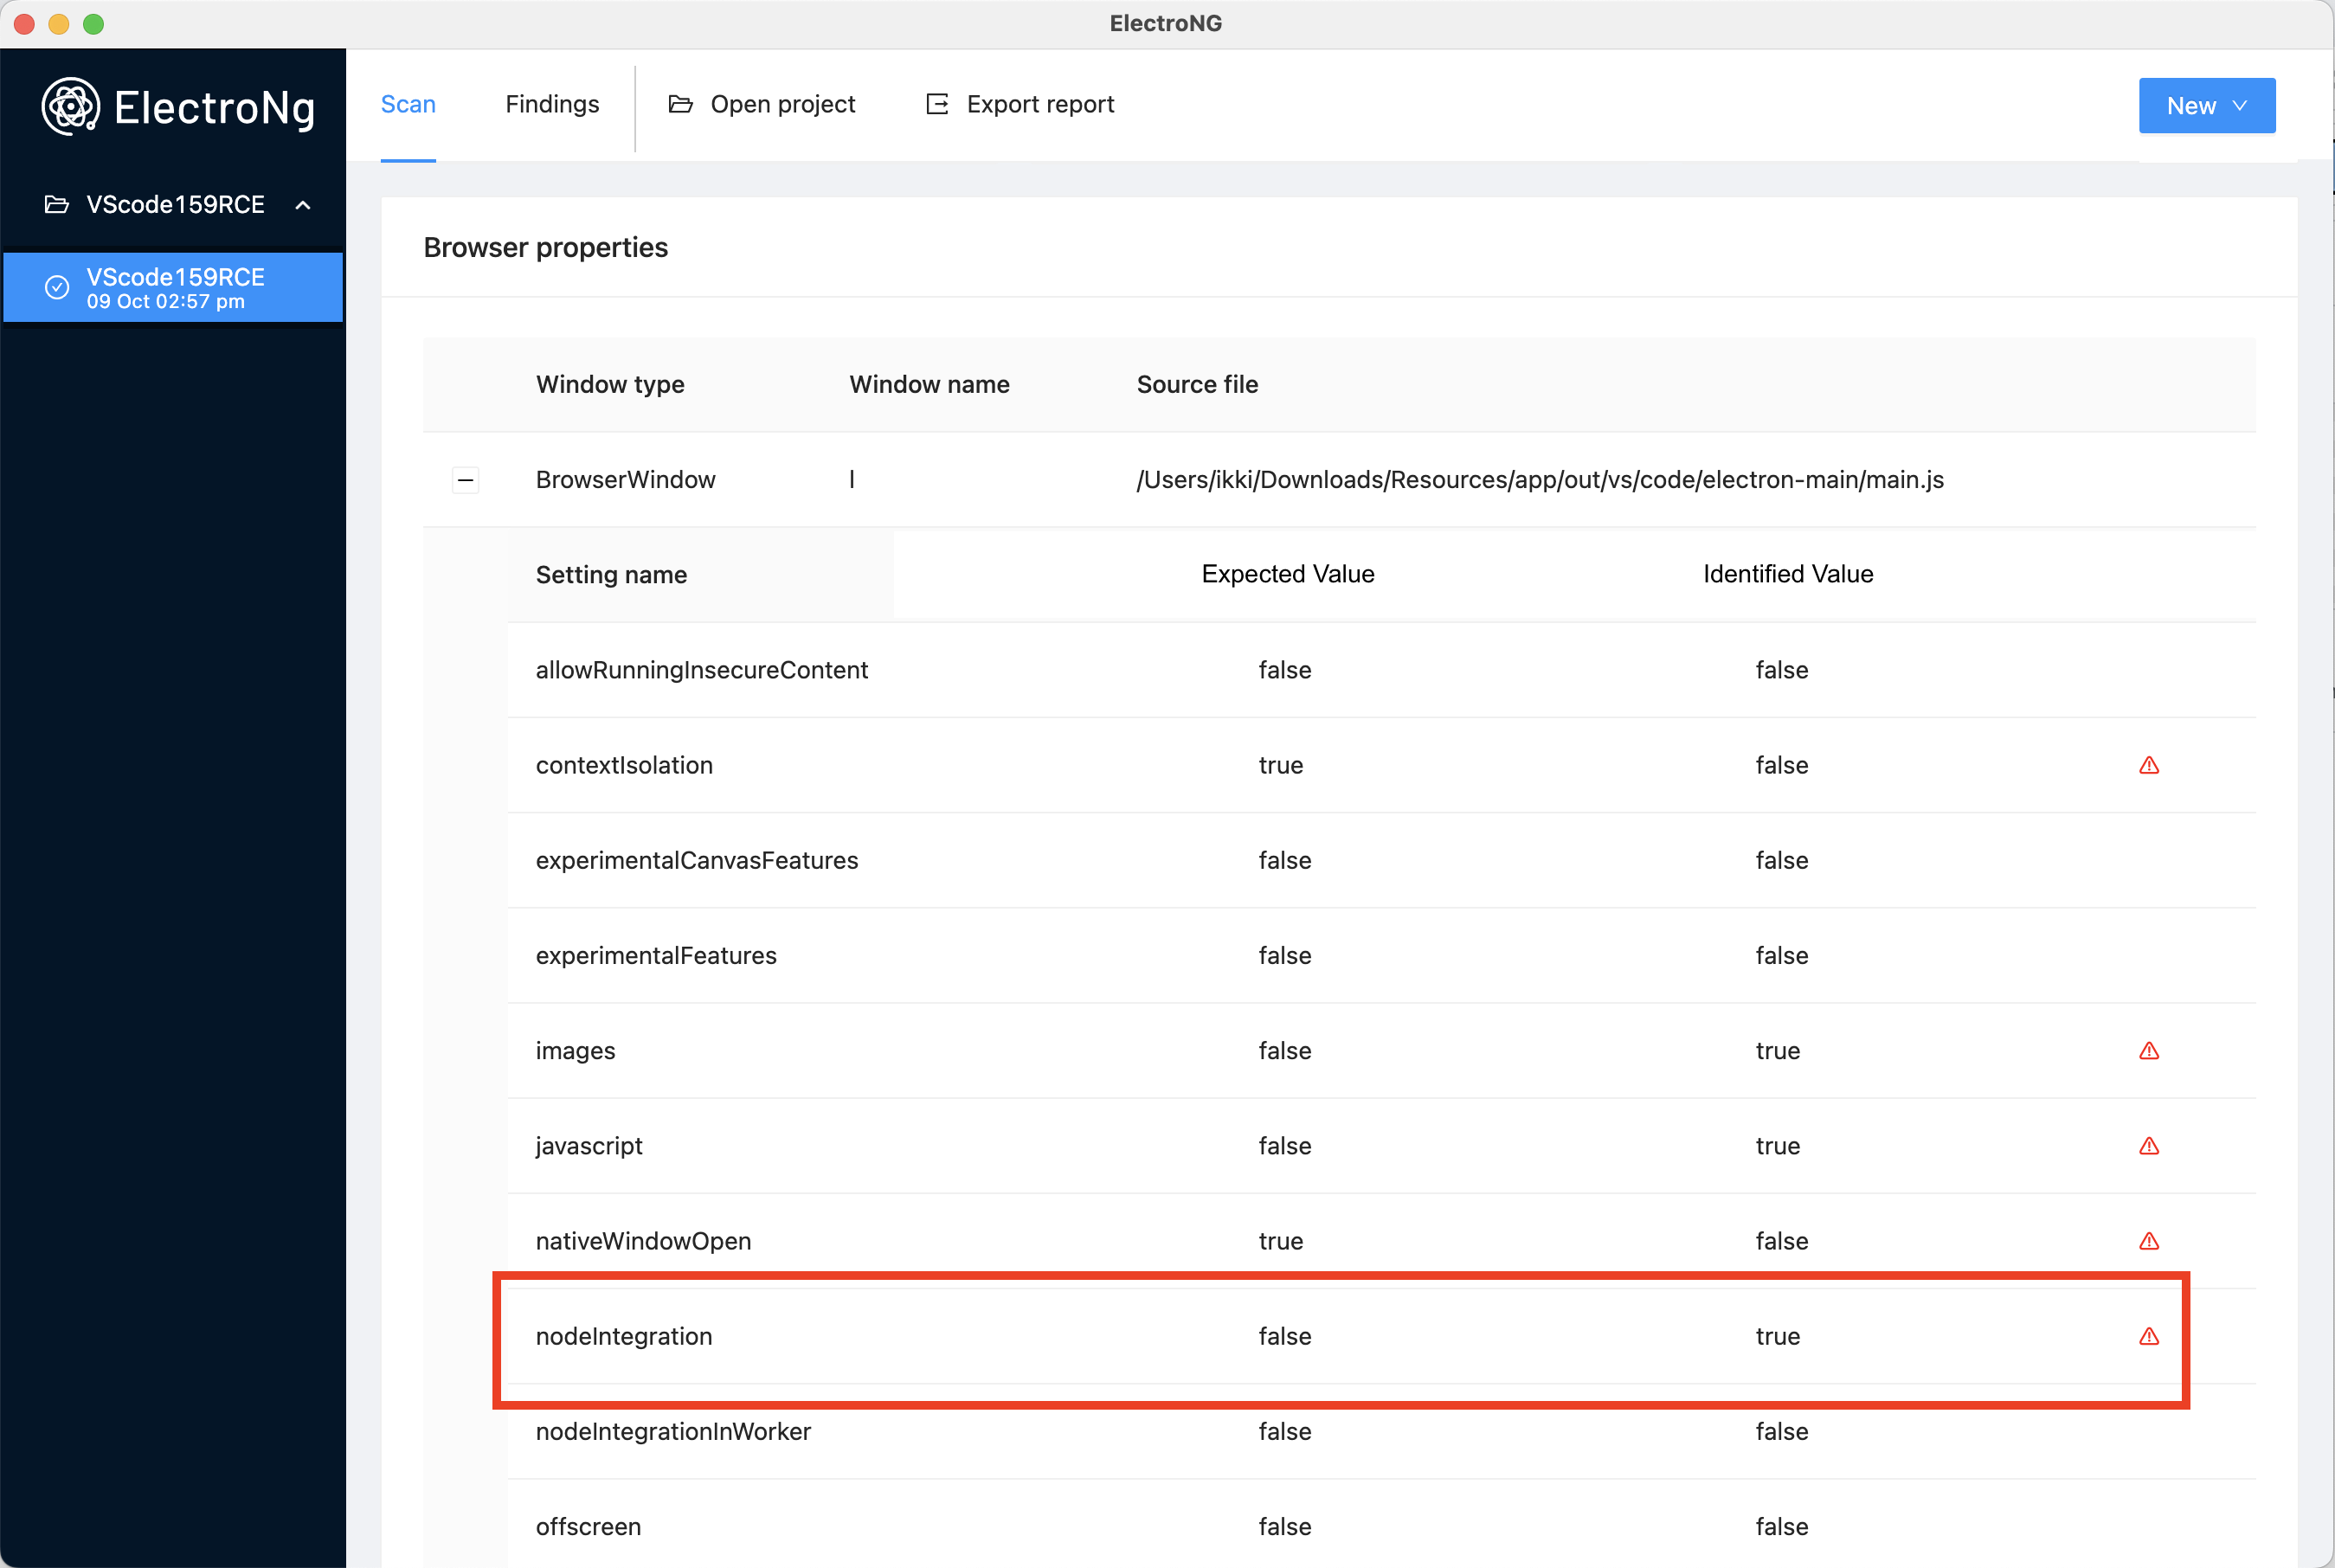 ElectroNG
ElectroNg
Scan Findings Open project Export report New
VScode159RCE
VScode159RCE
09 Oct 02:57 pm
Browser properties
Window type Window name Source file
BrowserWindow l /Users/ikki/Downloads/Resources/app/out/vs/code/electron-main/main.js
Setting name Expected Value Identified Value
allowRunningInsecureContent false false
contextIsolation true false
experimentalCanvasFeatures false false
experimentalFeatures false false
images false true
javascript false true
nativeWindowOpen true false
nodeIntegration false true
nodeIntegrationInWorker false false
offscreen false false